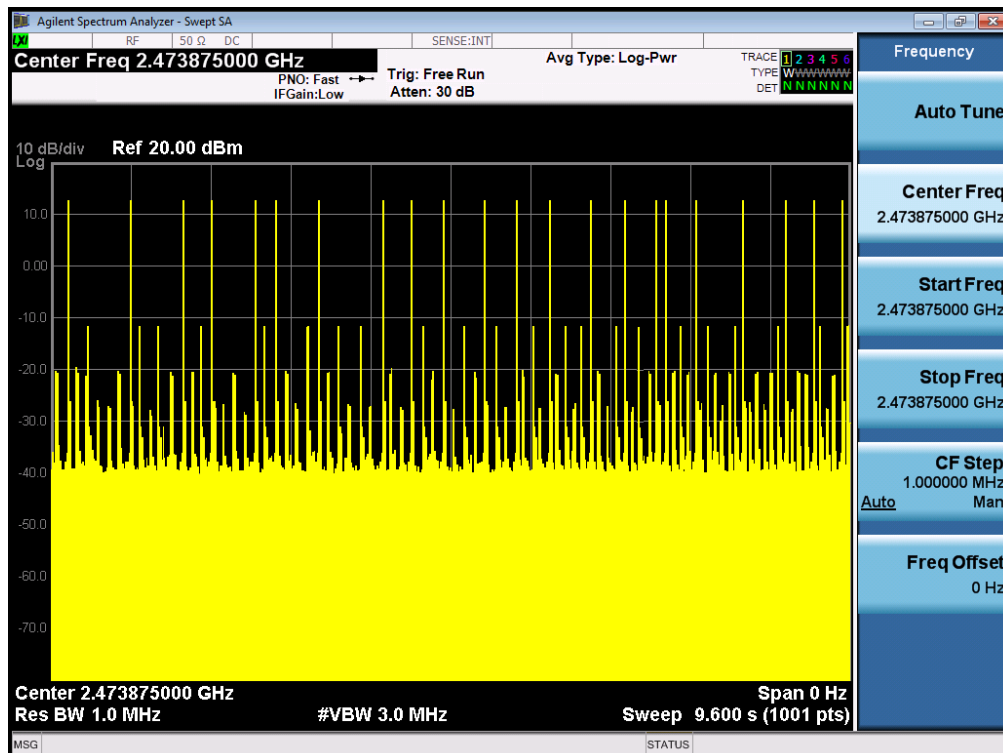 Agilent Spectrum Analyzer - Swept SA
LXI
RF 50 Ω DC SENSE:INT
Center Freq 2.473875000 GHz
PNO: Fast
IFGain:Low
Trig: Free Run
Atten: 30 dB
Avg Type: Log-Pwr
TRACE 1 2 3 4 5 6
TYPE WWWWWW
DET N N N N N N
10 dB/div Ref 20.00 dBm
Log
10.0
0.00
-10.0
-20.0
-30.0
-40.0
-50.0
-60.0
-70.0
Center 2.473875000 GHz Span 0 Hz
Res BW 1.0 MHz #VBW 3.0 MHz Sweep 9.600 s (1001 pts)
MSG STATUS
Frequency
Auto Tune
Center Freq
2.473875000 GHz
Start Freq
2.473875000 GHz
Stop Freq
2.473875000 GHz
CF Step
1.000000 MHz
Auto Man
Freq Offset
0 Hz